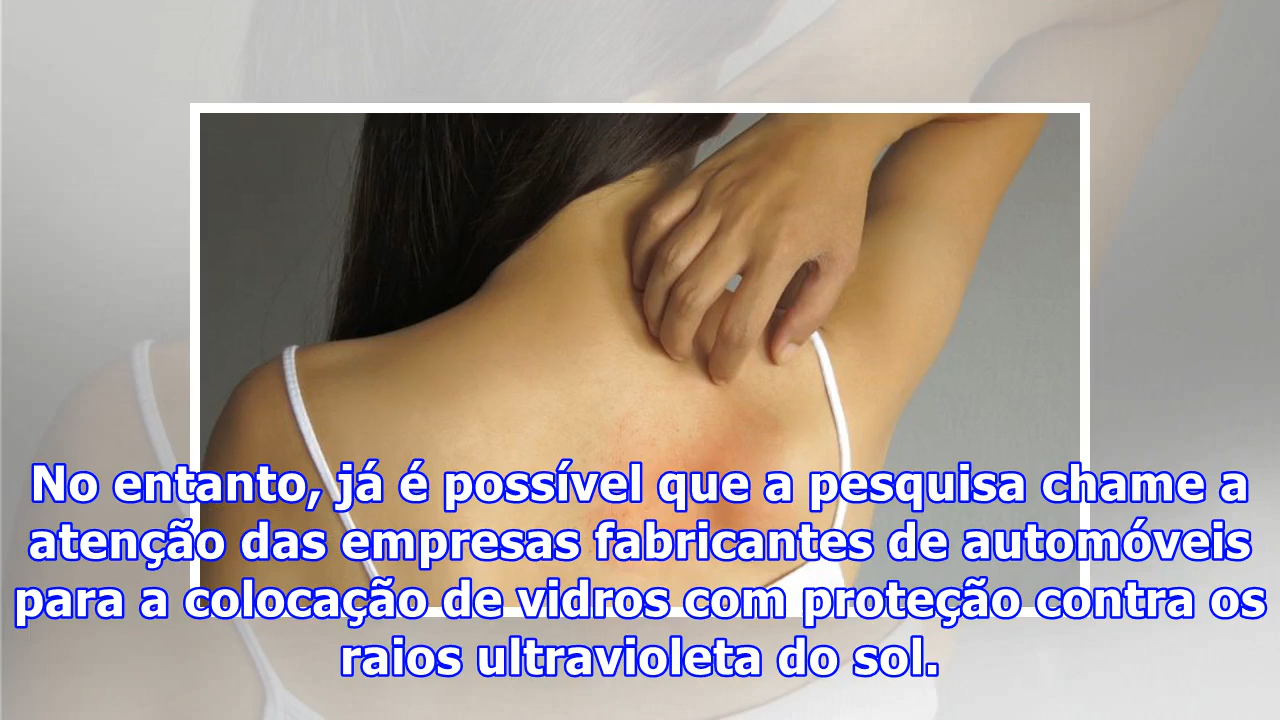 No entanto, já é possível que a pesquisa chame a
atenção das empresas fabricantes de automóveis
para a colocação de vidros com proteção contra os
raios ultravioleta do sol.